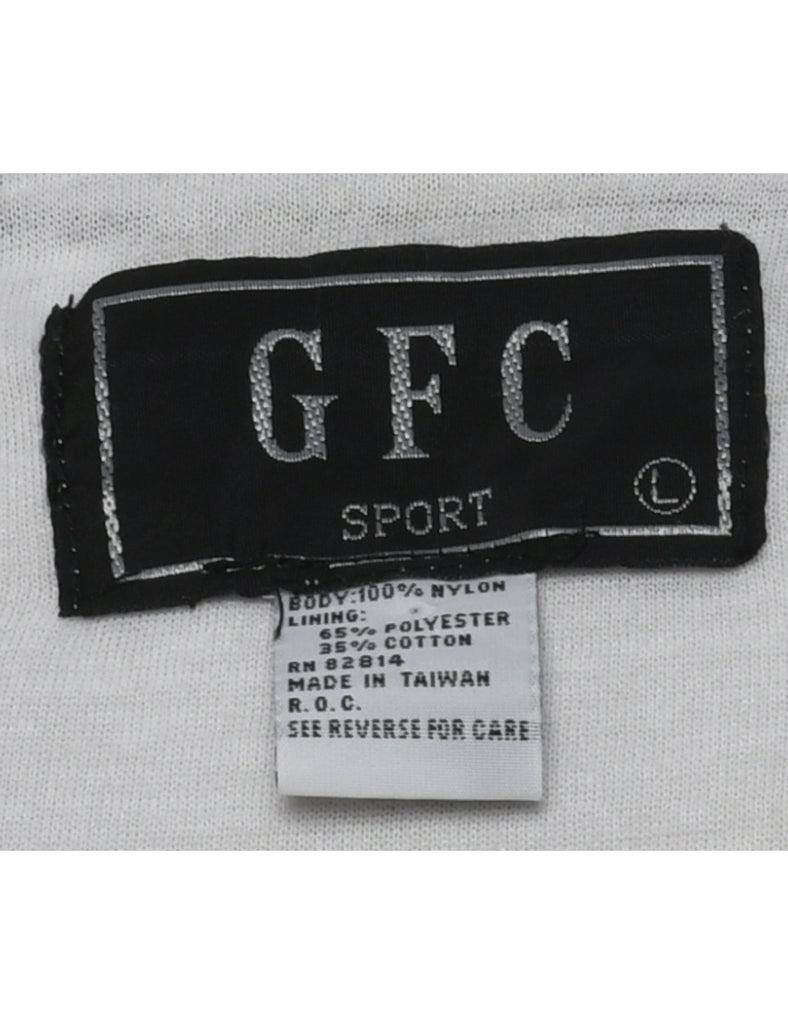 GFC
SPORT
L
BODY:100% NYLON
LINING:
65% POLYESTER
35% COTTON
RN 82814
MADE IN TAIWAN
R.O.C.
SEE REVERSE FOR CARE